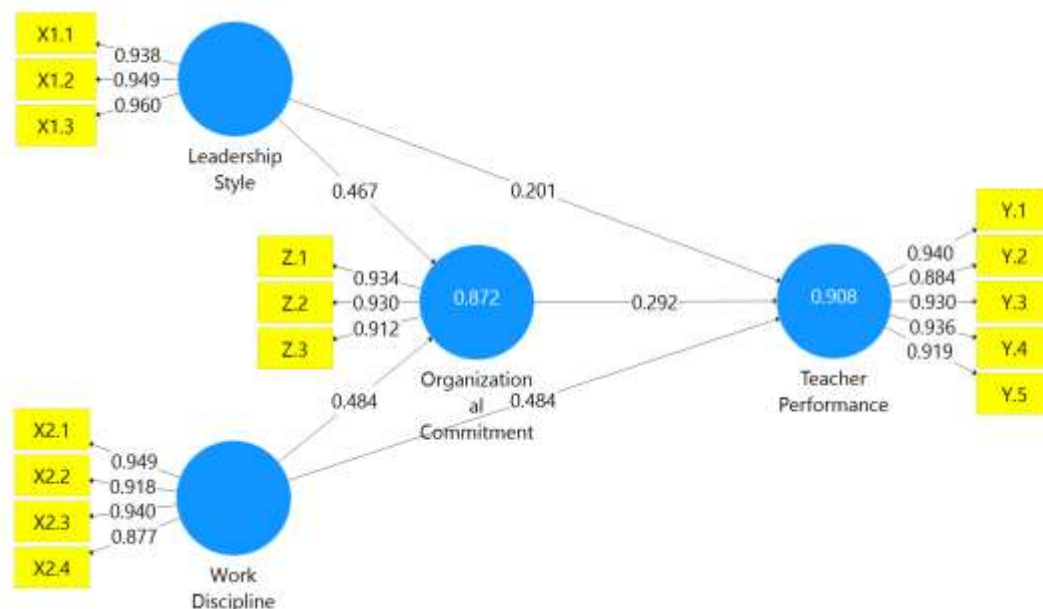 X1.1
0.938
X1.2
0.949
0.960
X1.3
Leadership
Style
0.467
0.201
Z.1
0.934
Z.2
0.930
0.912
Z.3
0.872
Organization
al
Commitment
0.292
0.484
0.484
0.908
Teacher
Performance
Y.1
0.940
Y.2
0.884
0.930
Y.3
0.936
Y.4
0.919
Y.5
X2.1
0.949
X2.2
0.918
0.940
X2.3
0.877
X2.4
Work
Discipline